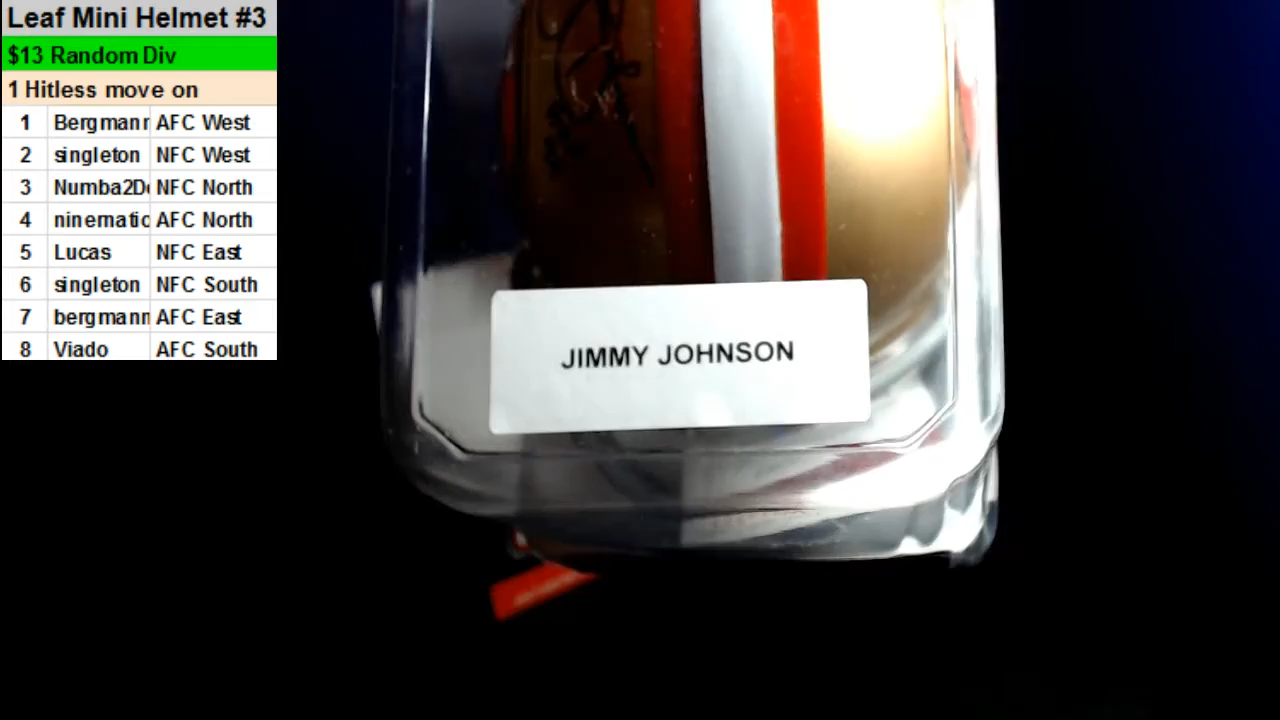 Leaf Mini Helmet #3
$13 Random Div
1 Hitless move on
1 Bergmann AFC West
2 singleton NFC West
3 Numba2D NFC North
4 ninernatic AFC North
5 Lucas NFC East
6 singleton NFC South
7 bergmann AFC East
8 Viado AFC South
JIMMY JOHNSON